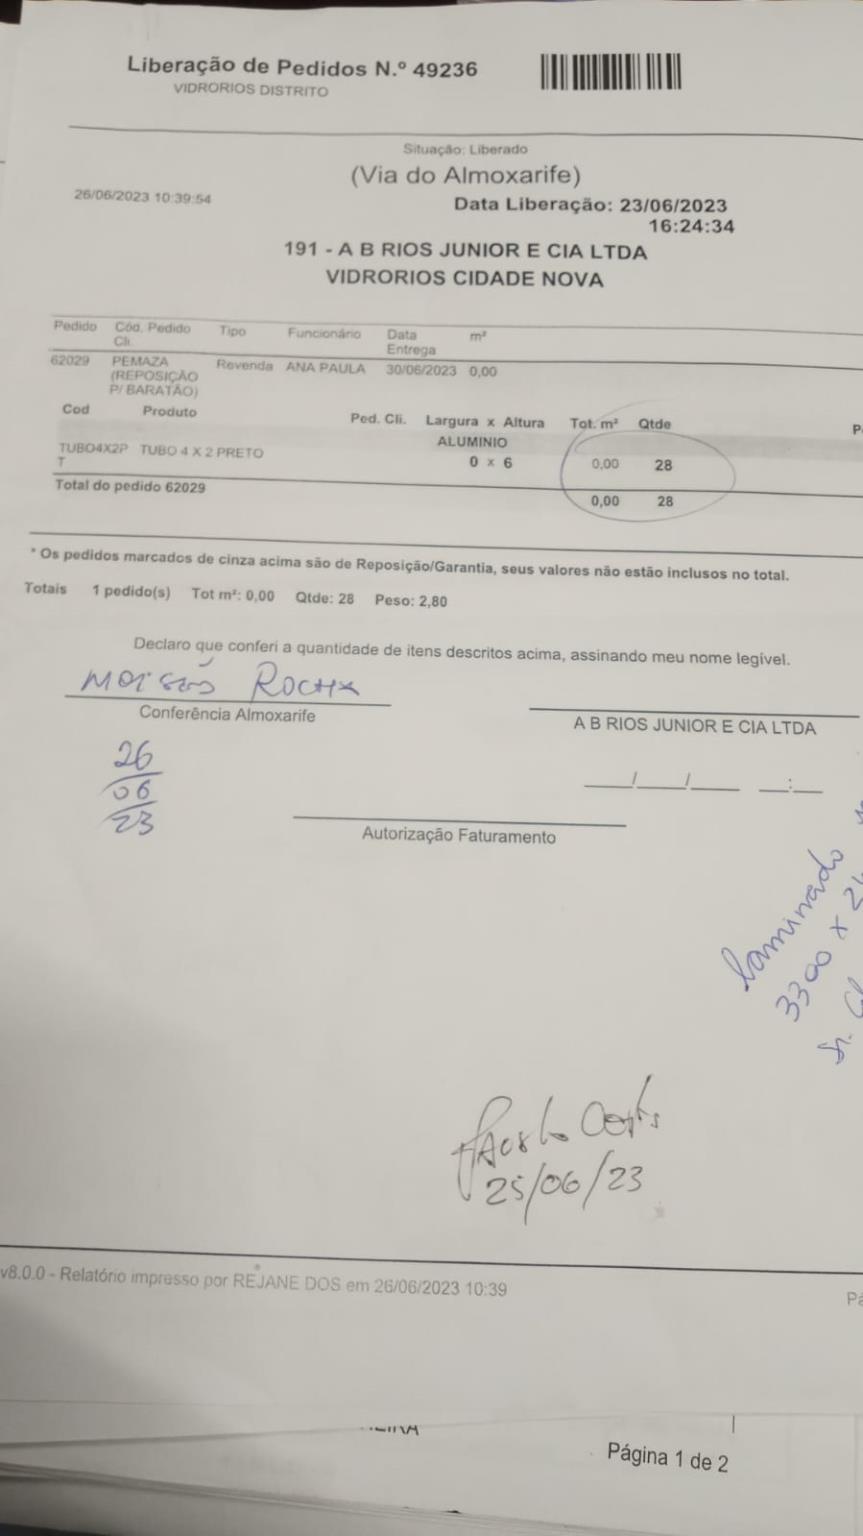 Liberação de Pedidos N.º 49236
VIDRORIOS DISTRITO
Situação: Liberado
(Via do Almoxarife)
26/06/2023 10:39:54
Data Liberação: 23/06/2023
16:24:34
191 - A B RIOS JUNIOR E CIA LTDA
VIDRORIOS CIDADE NOVA
Pedido Cód. Pedido Cli. Tipo Funcionário Data Entrega m²
62029 PEMAZA (REPOSIÇÃO P/ BARATÃO) Revenda ANA PAULA 30/06/2023 0,00
Cod Produto Ped. Cli. Largura x Altura Tot. m² Qtde
ALUMINIO
TUBO4X2PT TUBO 4 X 2 PRETO 0 x 6 0,00 28
Total do pedido 62029 0,00 28
* Os pedidos marcados de cinza acima são de Reposição/Garantia, seus valores não estão inclusos no total.
Totais 1 pedido(s) Tot m²: 0,00 Qtde: 28 Peso: 2,80
Declaro que conferi a quantidade de itens descritos acima, assinando meu nome legível.
Moisés Rocha
Conferência Almoxarife
A B RIOS JUNIOR E CIA LTDA
26
06
23
__/__/__ __:__
Autorização Faturamento
laminado
3300 x
25/06/23
v8.0.0 - Relatório impresso por REJANE DOS em 26/06/2023 10:39
Página 1 de 2